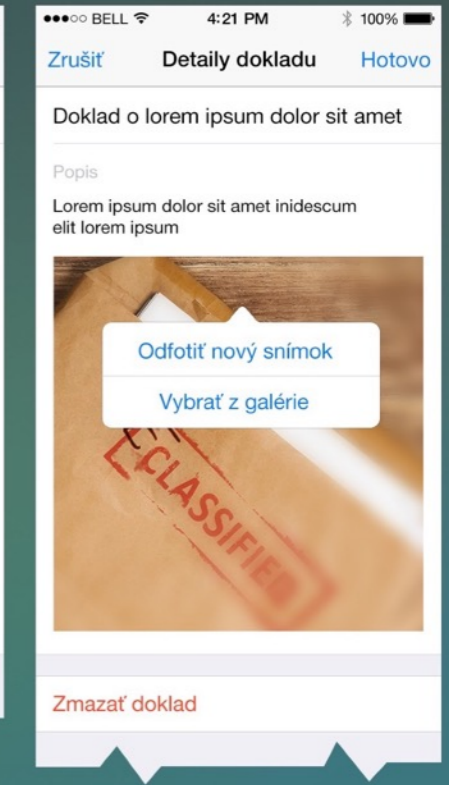 BELL 4:21 PM 100%
Zrušiť Detaily dokladu Hotovo
Doklad o lorem ipsum dolor sit amet
Popis
Lorem ipsum dolor sit amet inidescum
elit lorem ipsum
Odfotiť nový snímok
Vybrať z galérie
CLASSIFIED
Zmazať doklad